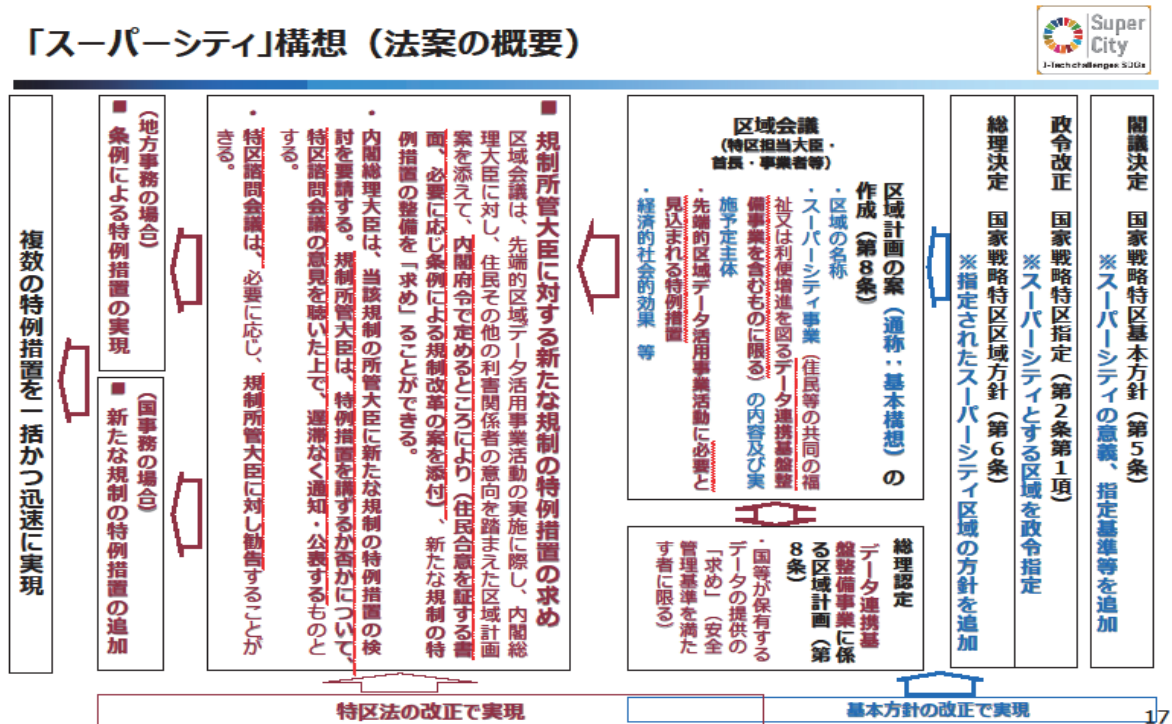 「スーパーシティ」構想（法案の概要）
Super
City
J-Tech challenges SDGs
閣議決定　国家戦略特区基本方針（第５条）
※スーパーシティの意義、指定基準等を追加
政令改正　国家戦略特区指定（第２条第１項）
※スーパーシティとする区域を政令指定
総理決定　国家戦略特区区域方針（第６条）
※指定されたスーパーシティ区域の方針を追加
区域会議
（特区担当大臣・
首長・事業者等）
区域計画の案（通称：基本構想）の
作成（第８条）
・区域の名称
・スーパーシティ事業（住民等の共同の福
祉又は利便増進を図るデータ連携基盤整
備事業を含むものに限る）の内容及び実
施予定主体
・先端的区域データ活用事業活動に必要と
見込まれる特例措置
・経済的社会的効果　等
総理認定
データ連携基
盤整備事業に係
る区域計画（第
８条）
・国等が保有する
データの提供の
「求め」（安全
管理基準を満た
す者に限る）
■ 規制所管大臣に対する新たな規制の特例措置の求め
区域会議は、先端的区域データ活用事業活動の実施に際し、内閣総
理大臣に対し、住民その他の利害関係者の意向を踏まえた区域計画
案を添えて、内閣府令で定めるところにより（住民合意を証する書
面、必要に応じ条例による規制改革の案を添付）、新たな規制の特
例措置の整備を「求め」ることができる。
・内閣総理大臣は、当該規制の所管大臣に新たな規制の特例措置の検
討を要請する。規制所管大臣は、特例措置を講ずるか否かについて、
特区諮問会議の意見を聴いた上で、遅滞なく通知・公表するものと
する。
・特区諮問会議は、必要に応じ、規制所管大臣に対し勧告することが
きる。
（地方事務の場合）
■ 条例による特例措置の実現
（国事務の場合）
■ 新たな規制の特例措置の追加
複数の特例措置を一括かつ迅速に実現
特区法の改正で実現
基本方針の改正で実現
17